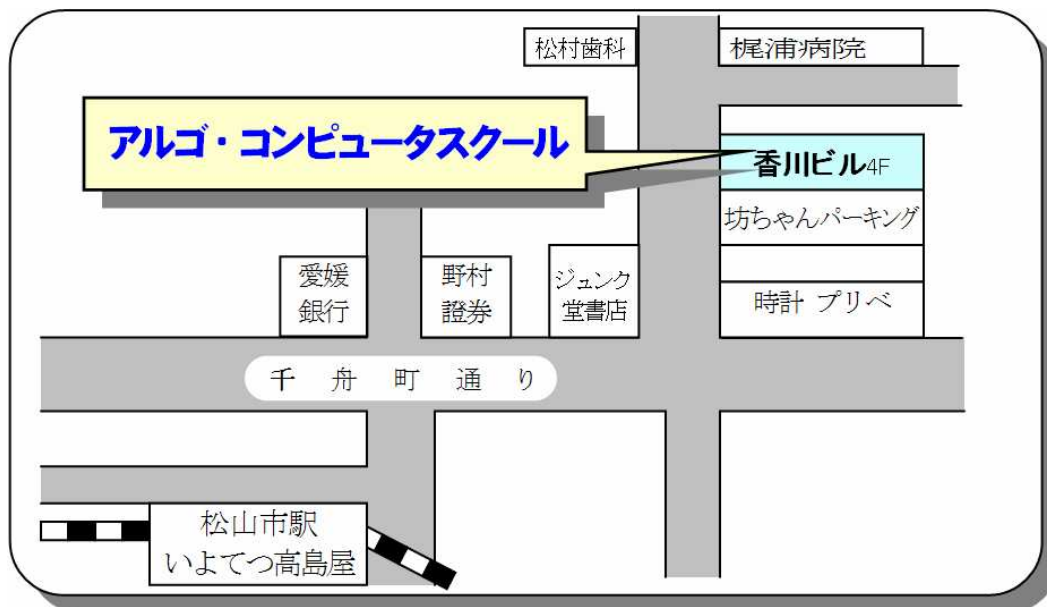 松村歯科
梶浦病院
アルゴ・コンピュータスクール
香川ビル4F
坊ちゃんパーキング
愛媛
銀行
野村
證券
ジュンク
堂書店
時計 プリベ
千舟町通り
松山市駅
いよてつ高島屋